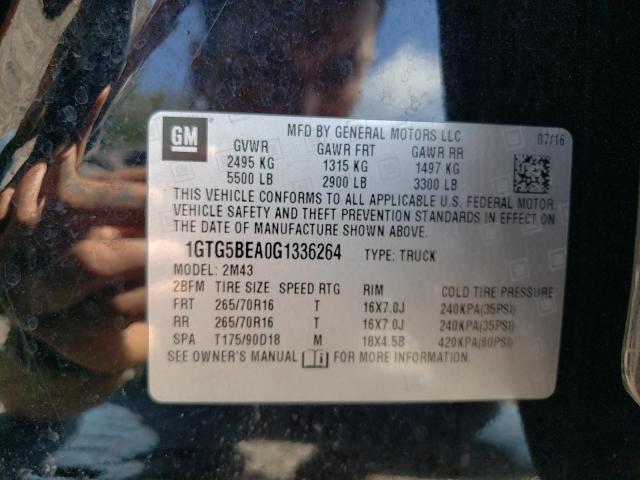 GM
MFD BY GENERAL MOTORS LLC 07/16
GVWR GAWR FRT GAWR RR
2495 KG 1315 KG 1497 KG
5500 LB 2900 LB 3300 LB
THIS VEHICLE CONFORMS TO ALL APPLICABLE U.S. FEDERAL MOTOR
VEHICLE SAFETY AND THEFT PREVENTION STANDARDS IN EFFECT ON
THE DATE OF MANUFACTURE SHOWN ABOVE.
1GTG5BEA0G1336264 TYPE: TRUCK
MODEL: 2M43
2BFM TIRE SIZE SPEED RTG RIM COLD TIRE PRESSURE
FRT 265/70R16 T 16X7.0J 240KPA(35PSI)
RR 265/70R16 T 16X7.0J 240KPA(35PSI)
SPA T175/90D18 M 18X4.5B 420KPA(60PSI)
SEE OWNER'S MANUAL FOR MORE INFORMATION.